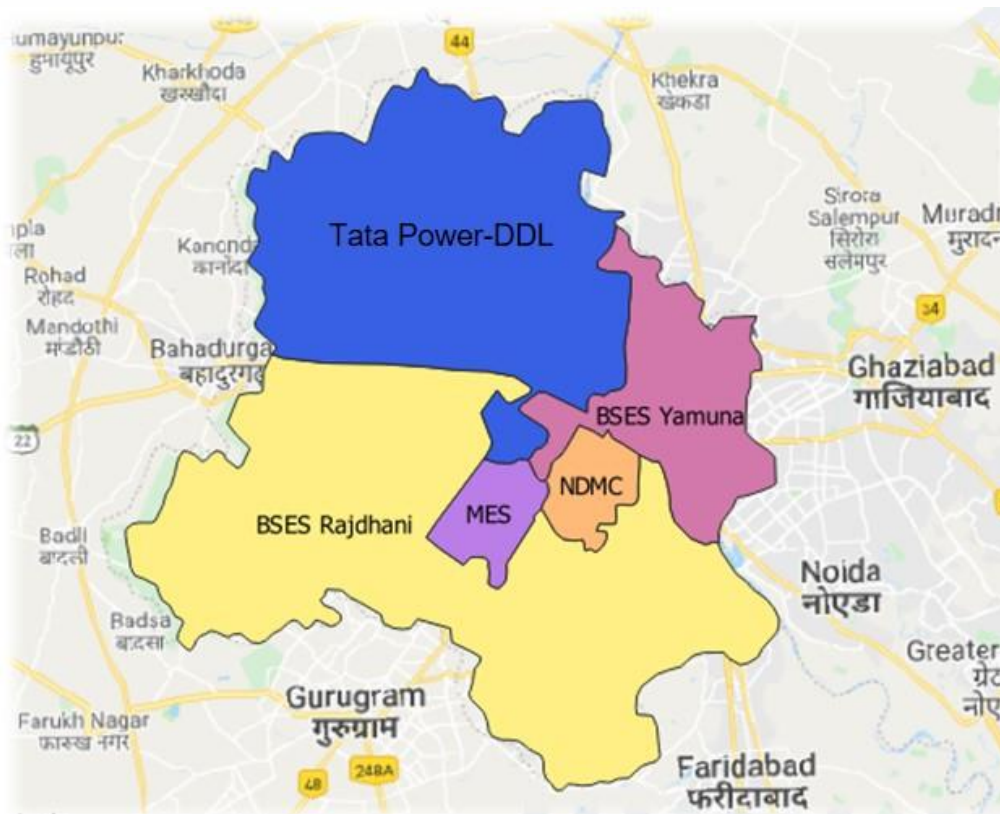 हुमायूपुर
44
Kharkhoda
खरखौदा
Khekra
खेकडा
Sirora
Salempur
सिरोरा
सलेमपुर
Tata Power-DDL
Rohad
रोहद
Mandothi
मांडौठी
34
Ghaziabad
गाजियाबाद
BSES Yamuna
22
NDMC
MES
BSES Rajdhani
Badli
बादली
Noida
नोएडा
Badsa
बादसा
Greater
Gurugram
गुरुग्राम
Farukh Nagar
फारुख नगर
48
248A
Faridabad
फरीदाबाद